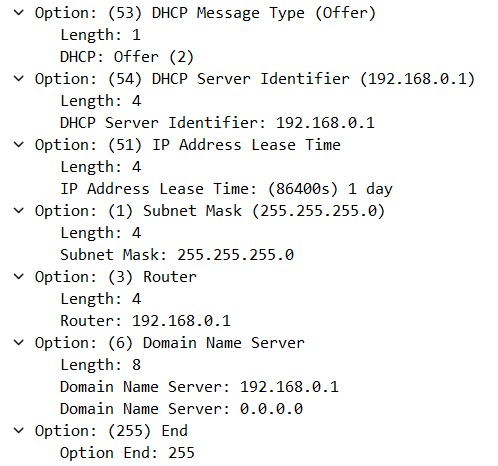 Option: (53) DHCP Message Type (Offer)
Length: 1
DHCP: Offer (2)
Option: (54) DHCP Server Identifier (192.168.0.1)
Length: 4
DHCP Server Identifier: 192.168.0.1
Option: (51) IP Address Lease Time
Length: 4
IP Address Lease Time: (86400s) 1 day
Option: (1) Subnet Mask (255.255.255.0)
Length: 4
Subnet Mask: 255.255.255.0
Option: (3) Router
Length: 4
Router: 192.168.0.1
Option: (6) Domain Name Server
Length: 8
Domain Name Server: 192.168.0.1
Domain Name Server: 0.0.0.0
Option: (255) End
Option End: 255